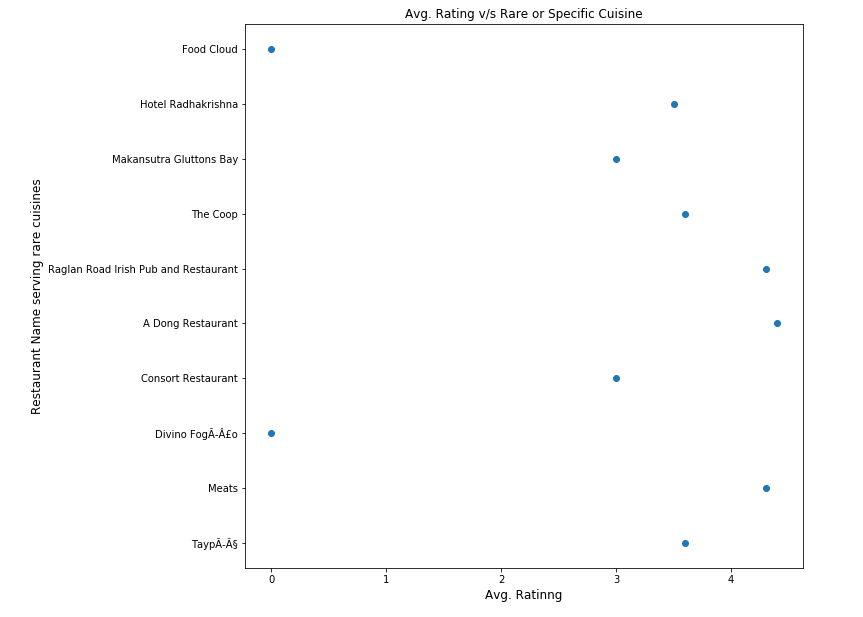 Avg. Rating v/s Rare or Specific Cuisine
Restaurant Name serving rare cuisines
Food Cloud
Hotel Radhakrishna
Makansutra Gluttons Bay
The Coop
Raglan Road Irish Pub and Restaurant
A Dong Restaurant
Consort Restaurant
Divino FogÃ-Â£o
Meats
TaypÃ-Â§
0 1 2 3 4
Avg. Ratinng